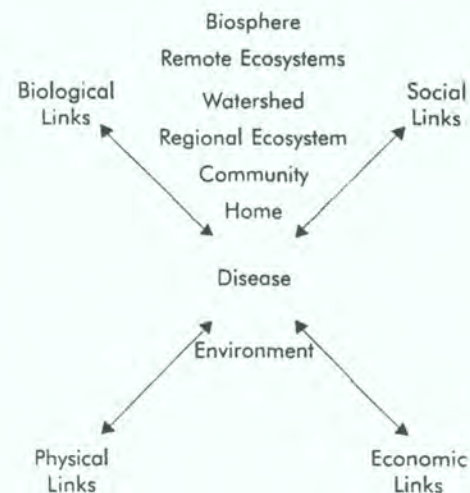 Biosphere
Remote Ecosystems
Biological
Links
Watershed
Social
Links
Regional Ecosystem
Community
Home
Disease
Environment
Physical
Links
Economic
Links